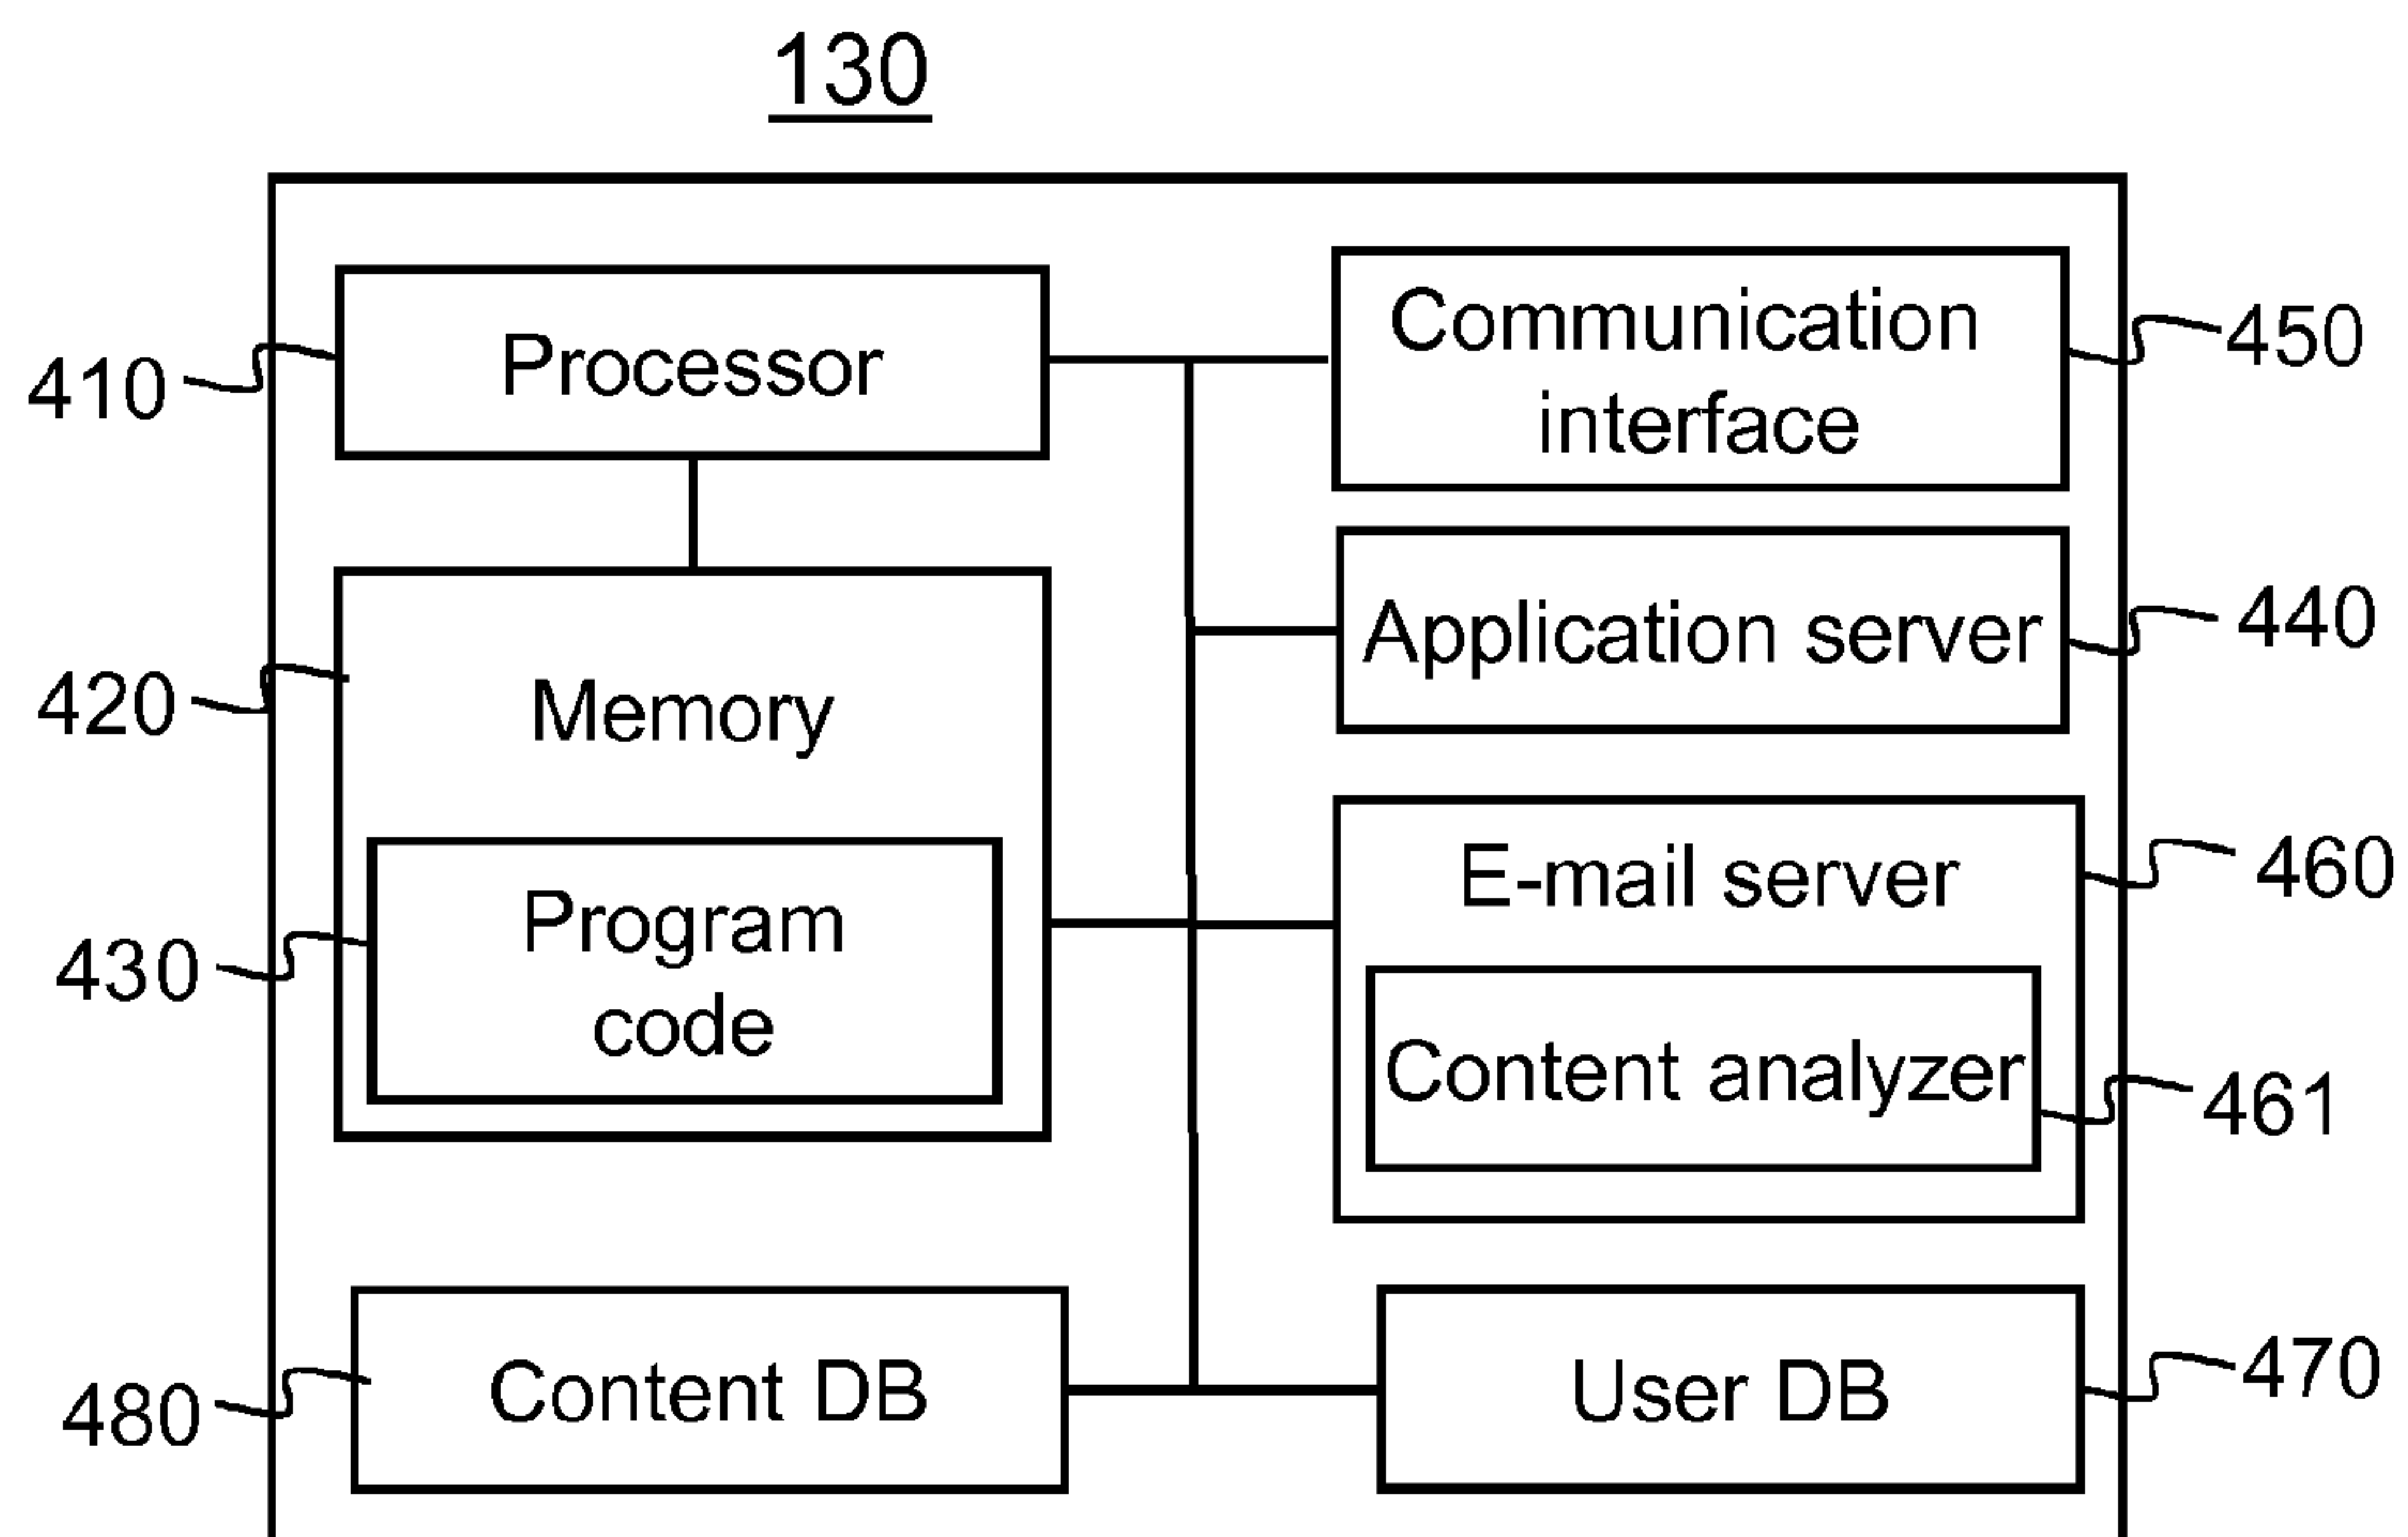 130
Processor
410
Communication
interface
450
Application server
440
Memory
420
Program
code
430
E-mail server
460
Content analyzer
461
Content DB
480
User DB
470